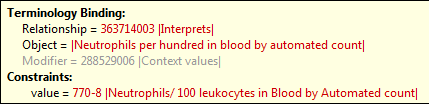 Terminology Binding:
Relationship = 363714003 |Interprets|
Object = |Neutrophils per hundred in blood by automated count|
Modifier = 288529006 |Context values|
Constraints:
value = 770-8 |Neutrophils/ 100 leukocytes in Blood by Automated count|